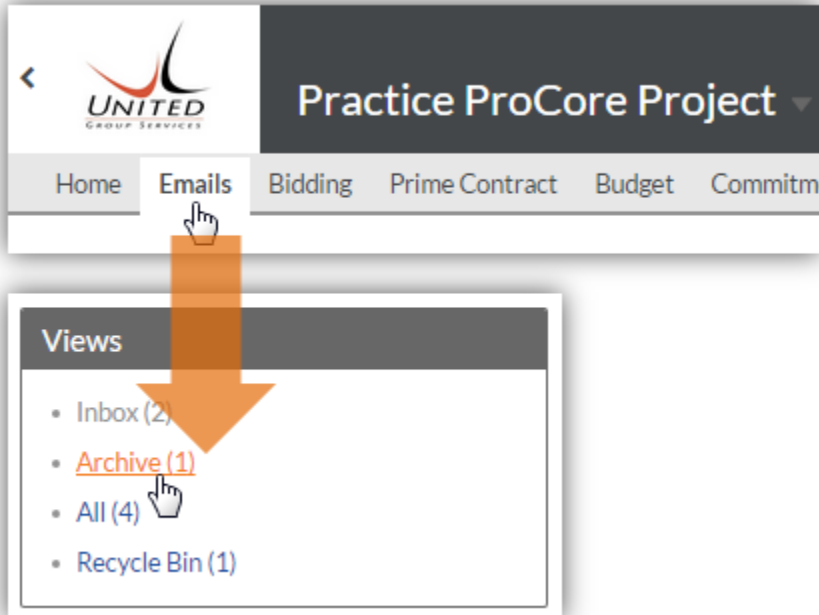 UNITED
GROUP SERVICES
Practice ProCore Project
Home Emails Bidding Prime Contract Budget Commitm
Views
Inbox (2)
Archive (1)
All (4)
Recycle Bin (1)